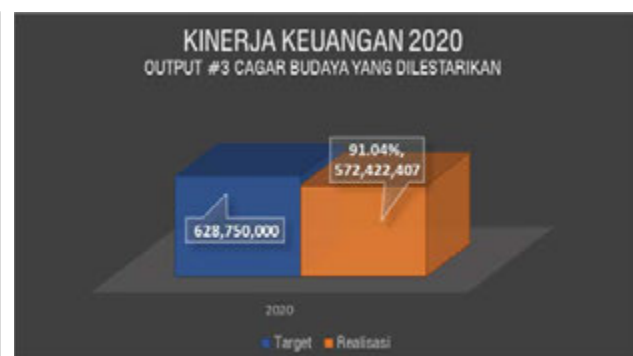 KINERJA KEUANGAN 2020
OUTPUT #3 CAGAR BUDAYA YANG DILESTARIKAN
91.04%,
572,422,407
628,750,000
2020
Target Realisasi